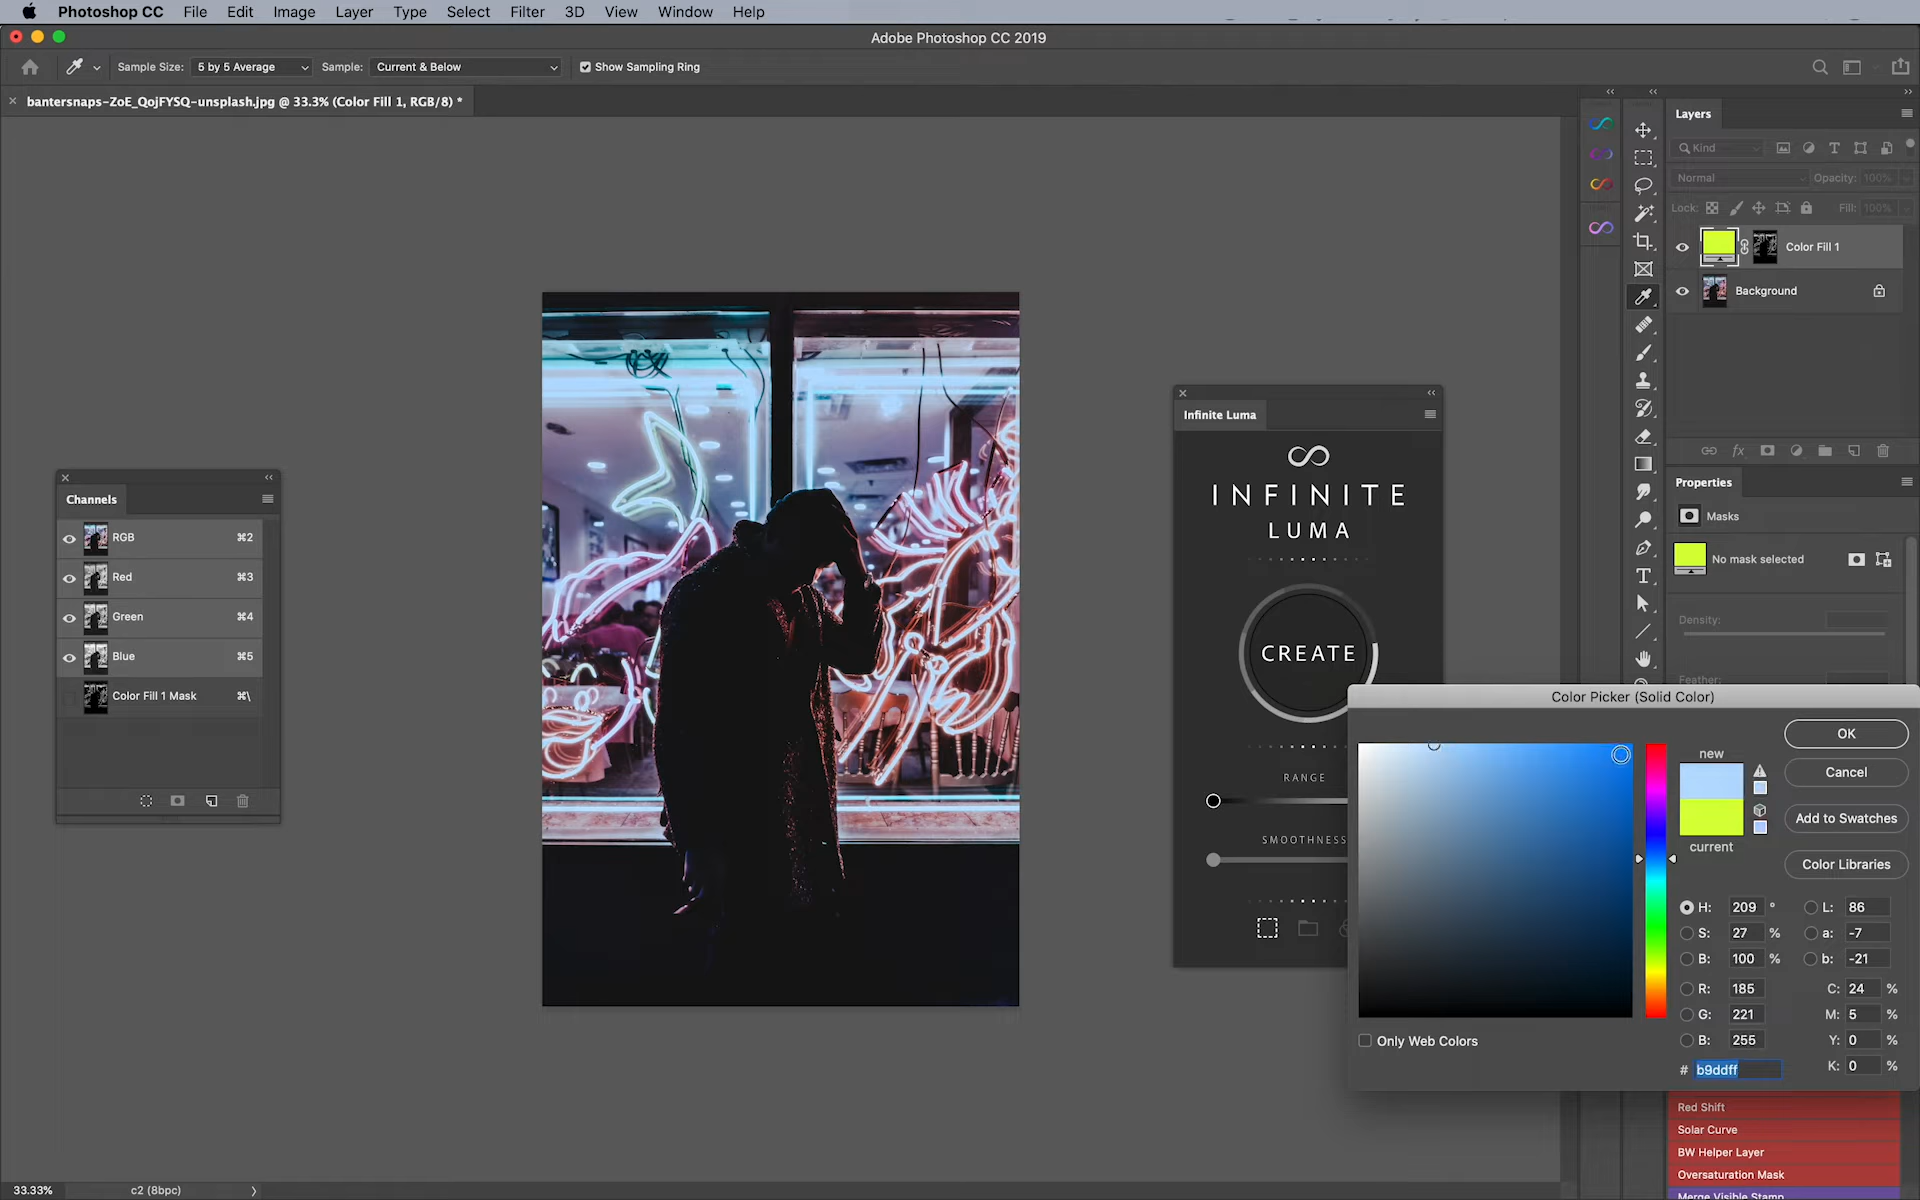 Photoshop CC File Edit Image Layer Type Select Filter 3D View Window Help
Adobe Photoshop CC 2019
Sample Size: 5 by 5 Average Sample: Current & Below Show Sampling Ring
bantersnaps-ZoE_QojFYSQ-unsplash.jpg @ 33.3% (Color Fill 1, RGB/8) *
Channels
RGB ⌘2
Red ⌘3
Green ⌘4
Blue ⌘5
Color Fill 1 Mask ⌘\
Infinite Luma
INFINITE
LUMA
CREATE
RANGE
SMOOTHNESS
Layers
Kind
Normal Opacity: 100%
Lock: Fill: 100%
Color Fill 1
Background
Properties
Masks
No mask selected
Density:
Feather:
Color Picker (Solid Color)
new
current
OK
Cancel
Add to Swatches
Color Libraries
H: 209 ° L: 86
S: 27 % a: -7
B: 100 % b: -21
R: 185 C: 24 %
G: 221 M: 5 %
B: 255 Y: 0 %
# b9ddff K: 0 %
Only Web Colors
Red Shift
Solar Curve
BW Helper Layer
Oversaturation Mask
Merge Visible Stamp
33.33% c2 (8bpc)